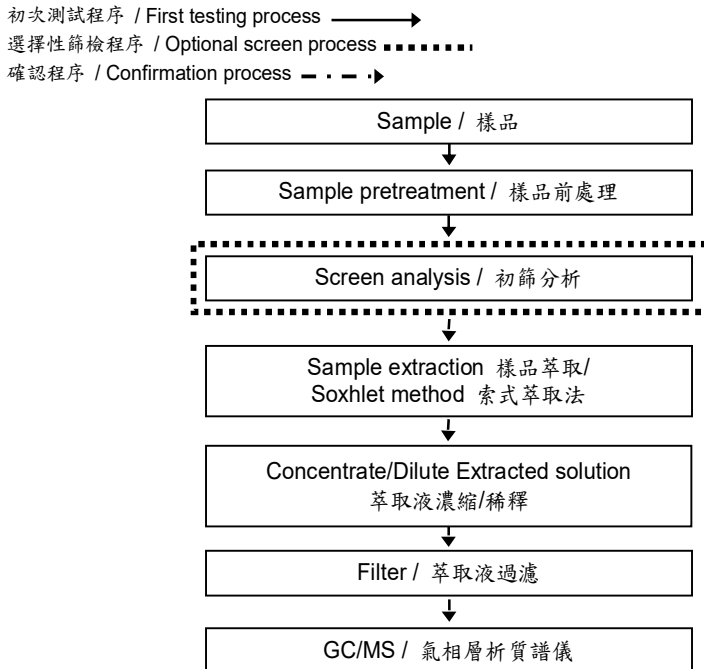 初次測試程序 / First testing process
選擇性篩檢程序 / Optional screen process
確認程序 / Confirmation process
Sample / 樣品
Sample pretreatment / 樣品前處理
Screen analysis / 初篩分析
Sample extraction 樣品萃取/
Soxhlet method 索式萃取法
Concentrate/Dilute Extracted solution
萃取液濃縮/稀釋
Filter / 萃取液過濾
GC/MS / 氣相層析質譜儀